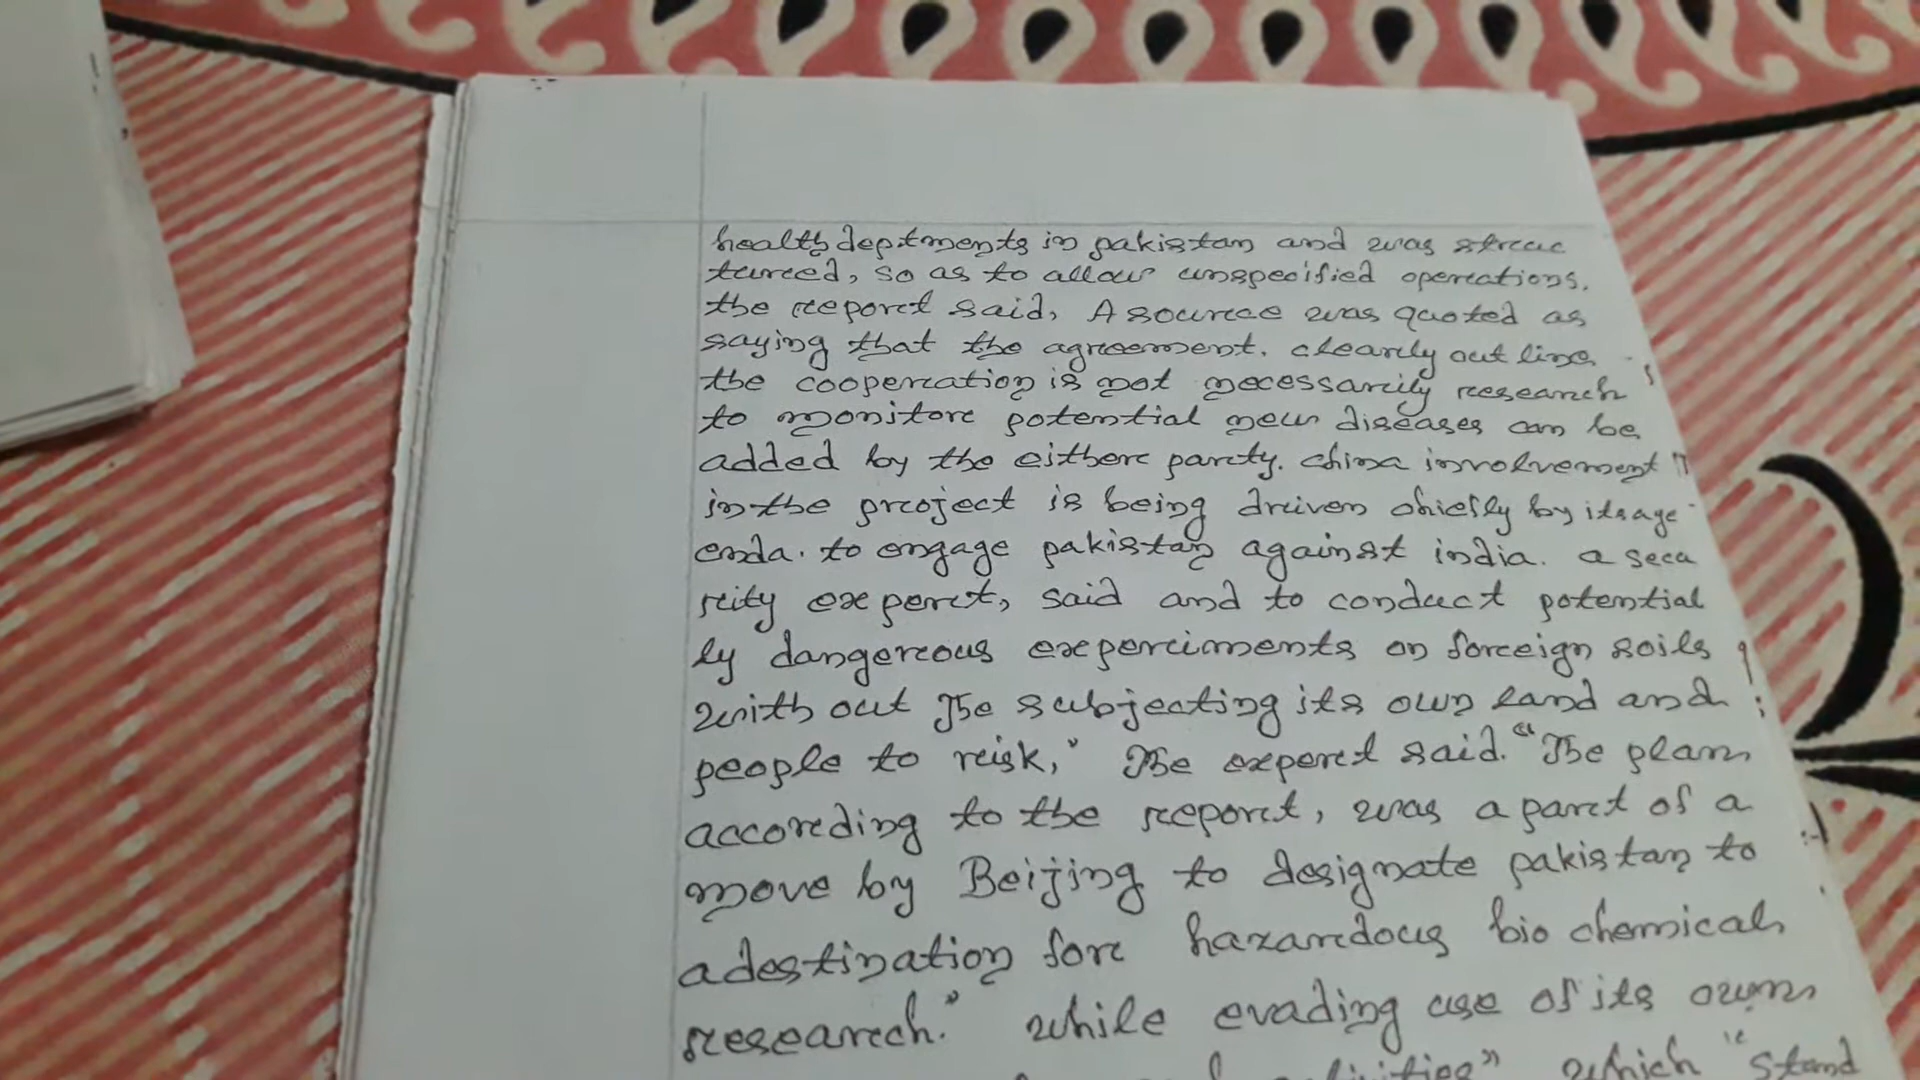 health deptments in pakistan and was struc
tured, so as to allow unspecified operations.
the report said, A source was quoted as
saying that the agreement. clearly out line
the cooperation is not necessarily research
to monitor potential new diseases can be
added by the either party. china involvement
in the project is being driven chiefly by its age
enda. to engage pakistan against india. a secu
rity expert, said and to conduct potential
ly dangerous experiments on foreign soils
with out The subjecting its own land and
people to risk," The expert said. "The plan
according to the report, was a part of a
move by Beijing to designate pakistan to
a destination for hazardous bio chemical
research." while evading use of its own
which "stand